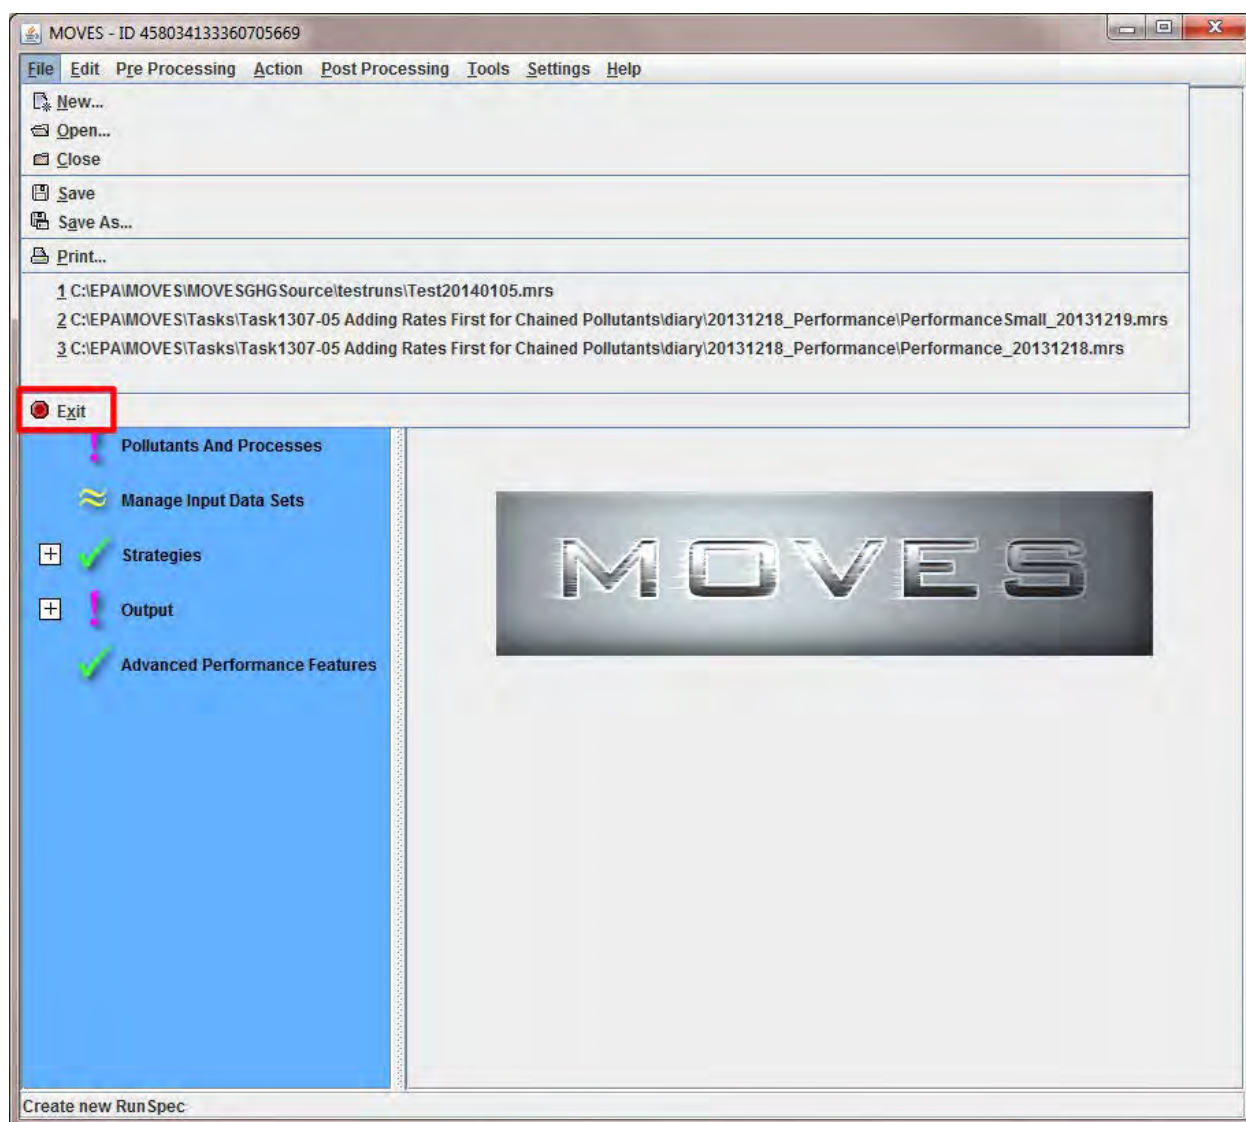 MOVES - ID 458034133360705669
File Edit Pre Processing Action Post Processing Tools Settings Help
New...
Open...
Close
Save
Save As...
Print...
1 C:\EPA\MOVES\MOVESGHGSource\testruns\Test20140105.mrs
2 C:\EPA\MOVES\Tasks\Task1307-05 Adding Rates First for Chained Pollutants\diary\20131218_Performance\PerformanceSmall_20131219.mrs
3 C:\EPA\MOVES\Tasks\Task1307-05 Adding Rates First for Chained Pollutants\diary\20131218_Performance\Performance_20131218.mrs
Exit
Pollutants And Processes
Manage Input Data Sets
Strategies
Output
Advanced Performance Features
MOVES
Create new RunSpec